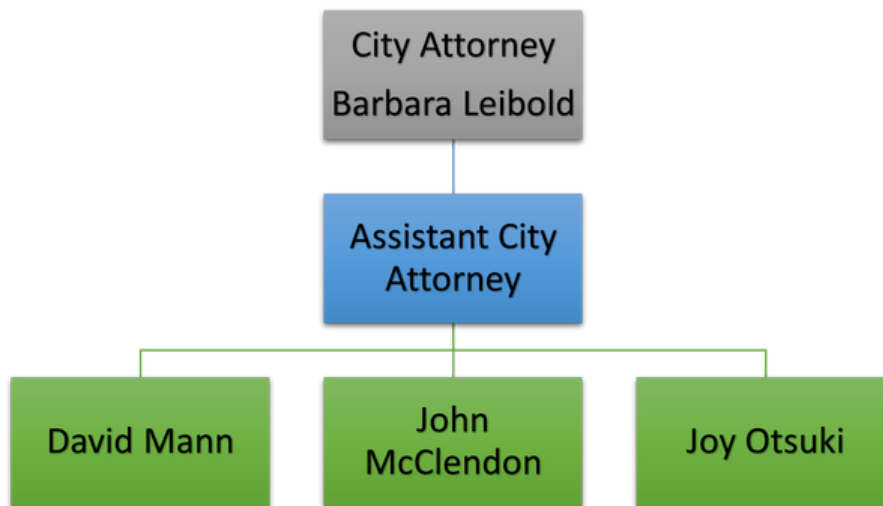 City Attorney
Barbara Leibold
Assistant City
Attorney
David Mann
John
McClendon
Joy Otsuki